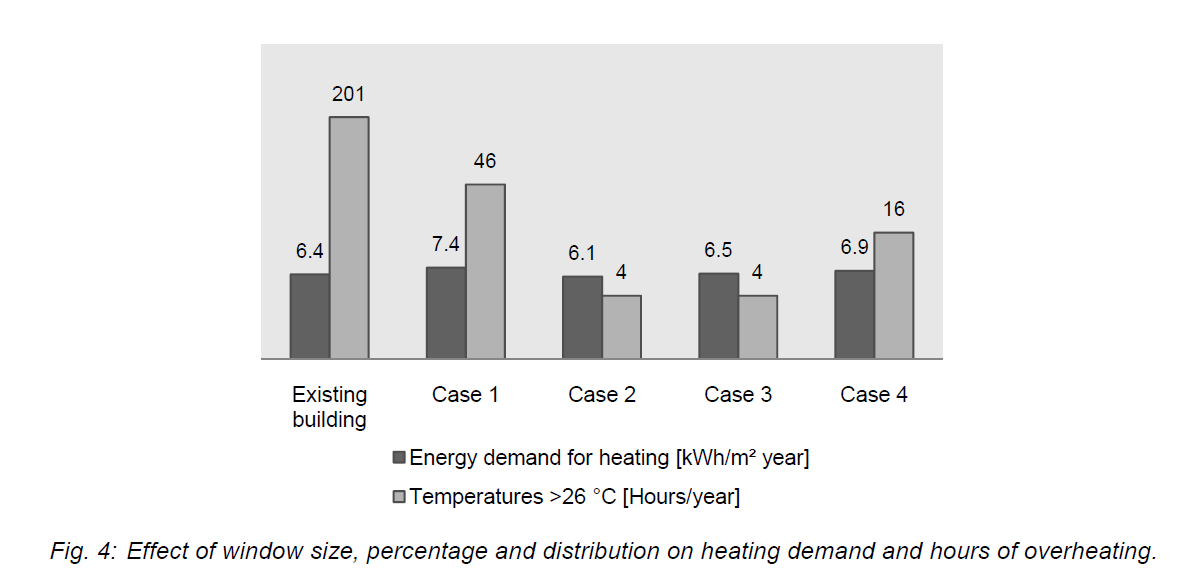 201
46
16
7.4
6.4
6.1
4
6.5
4
6.9
Existing
building
Case 1
Case 2
Case 3
Case 4
Energy demand for heating [kWh/m² year]
Temperatures >26 °C [Hours/year]
Fig. 4: Effect of window size, percentage and distribution on heating demand and hours of overheating.